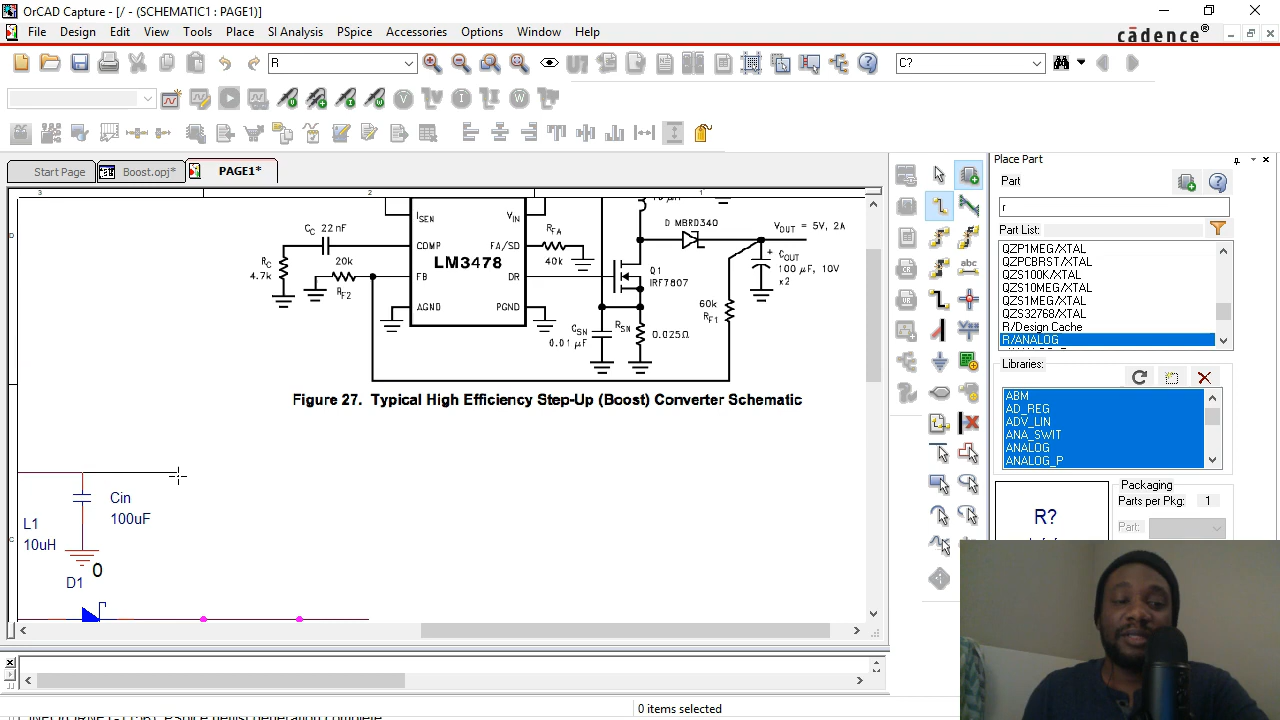 OrCAD Capture - [/ - (SCHEMATIC1 : PAGE1)]
File Design Edit View Tools Place SI Analysis PSpice Accessories Options Window Help
cādence®
R
C?
U?
V I W
Start Page Boost.opj* PAGE1*
3 2 1
Place Part
Part
r
Part List:
QZP1MEG/XTAL
QZPCBRST/XTAL
QZS100K/XTAL
QZS10MEG/XTAL
QZS1MEG/XTAL
QZS32768/XTAL
R/Design Cache
R/ANALOG
Libraries:
ABM
AD_REG
ADV_LIN
ANA_SWIT
ANALOG
ANALOG_P
Packaging
Parts per Pkg: 1
Part:
R?
abc
D
C
ISEN
VIN
CC 22 nF
COMP
RFA
FA/SD
40k
RC
4.7k
20k
RF2
FB
LM3478
DR
AGND
PGND
D MBRD340
VOUT = 5V, 2A
COUT
100 µF, 10V
x2
Q1
IRF7807
60k
RF1
CSN
0.01 µF
RSN
0.025Ω
Figure 27. Typical High Efficiency Step-Up (Boost) Converter Schematic
Cin
100uF
L1
10uH
0
D1
0 items selected